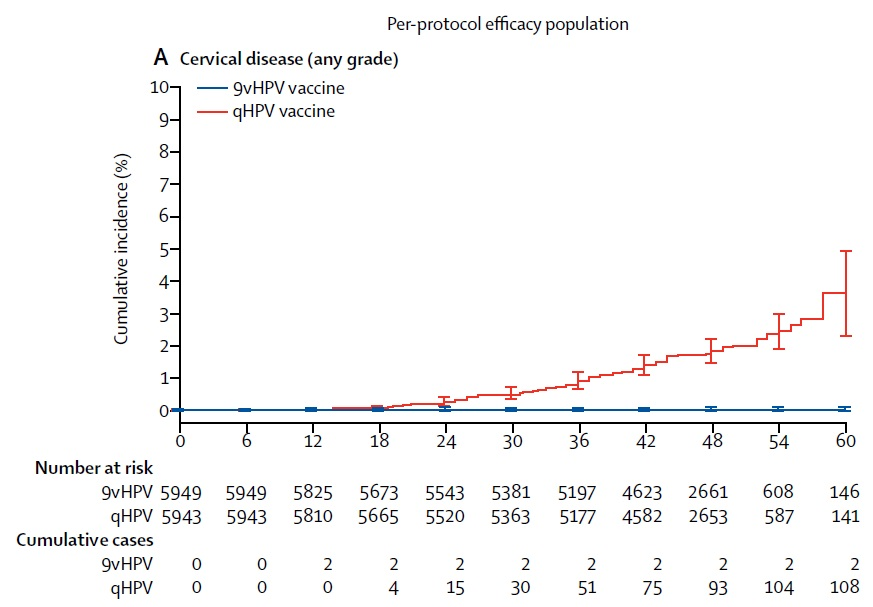 Per-protocol efficacy population
A Cervical disease (any grade)
9vHPV vaccine
qHPV vaccine
Cumulative incidence (%)
10
9
8
7
6
5
4
3
2
1
0
0 6 12 18 24 30 36 42 48 54 60
Number at risk
9vHPV 5949 5949 5825 5673 5543 5381 5197 4623 2661 608 146
qHPV 5943 5943 5810 5665 5520 5363 5177 4582 2653 587 141
Cumulative cases
9vHPV 0 0 2 2 2 2 2 2 2 2 2
qHPV 0 0 0 4 15 30 51 75 93 104 108